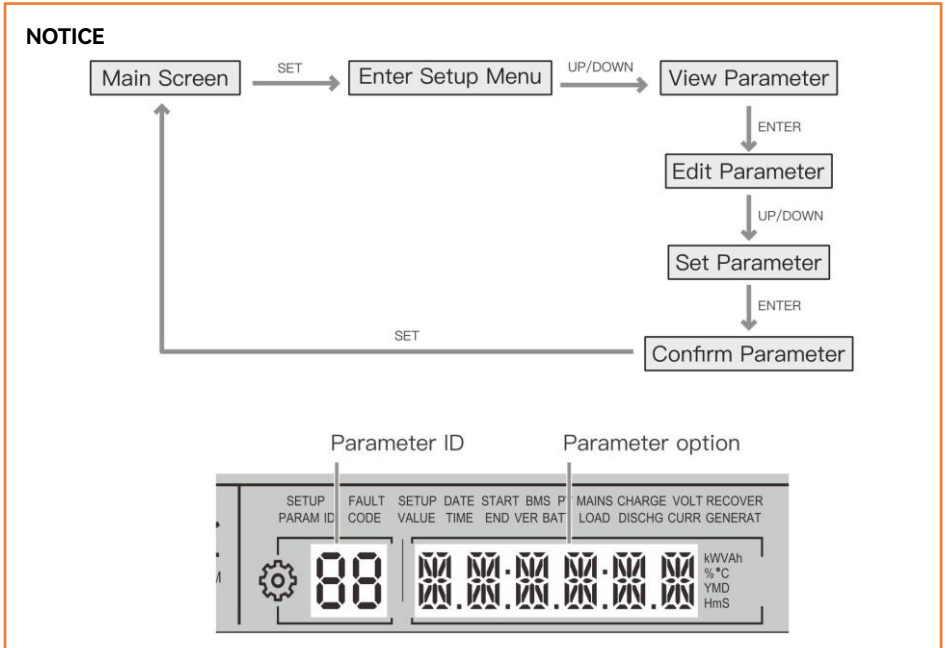 NOTICE
Main Screen
SET
Enter Setup Menu
UP/DOWN
View Parameter
ENTER
Edit Parameter
UP/DOWN
Set Parameter
ENTER
SET
Confirm Parameter
Parameter ID
Parameter option
SETUP FAULT SETUP DATE START BMS MAINS CHARGE VOLT RECOVER
PARAM ID CODE VALUE TIME END VER BATT LOAD DISCHG CURR GENERAT
88
kWVAh
%°C
YMD
HmS